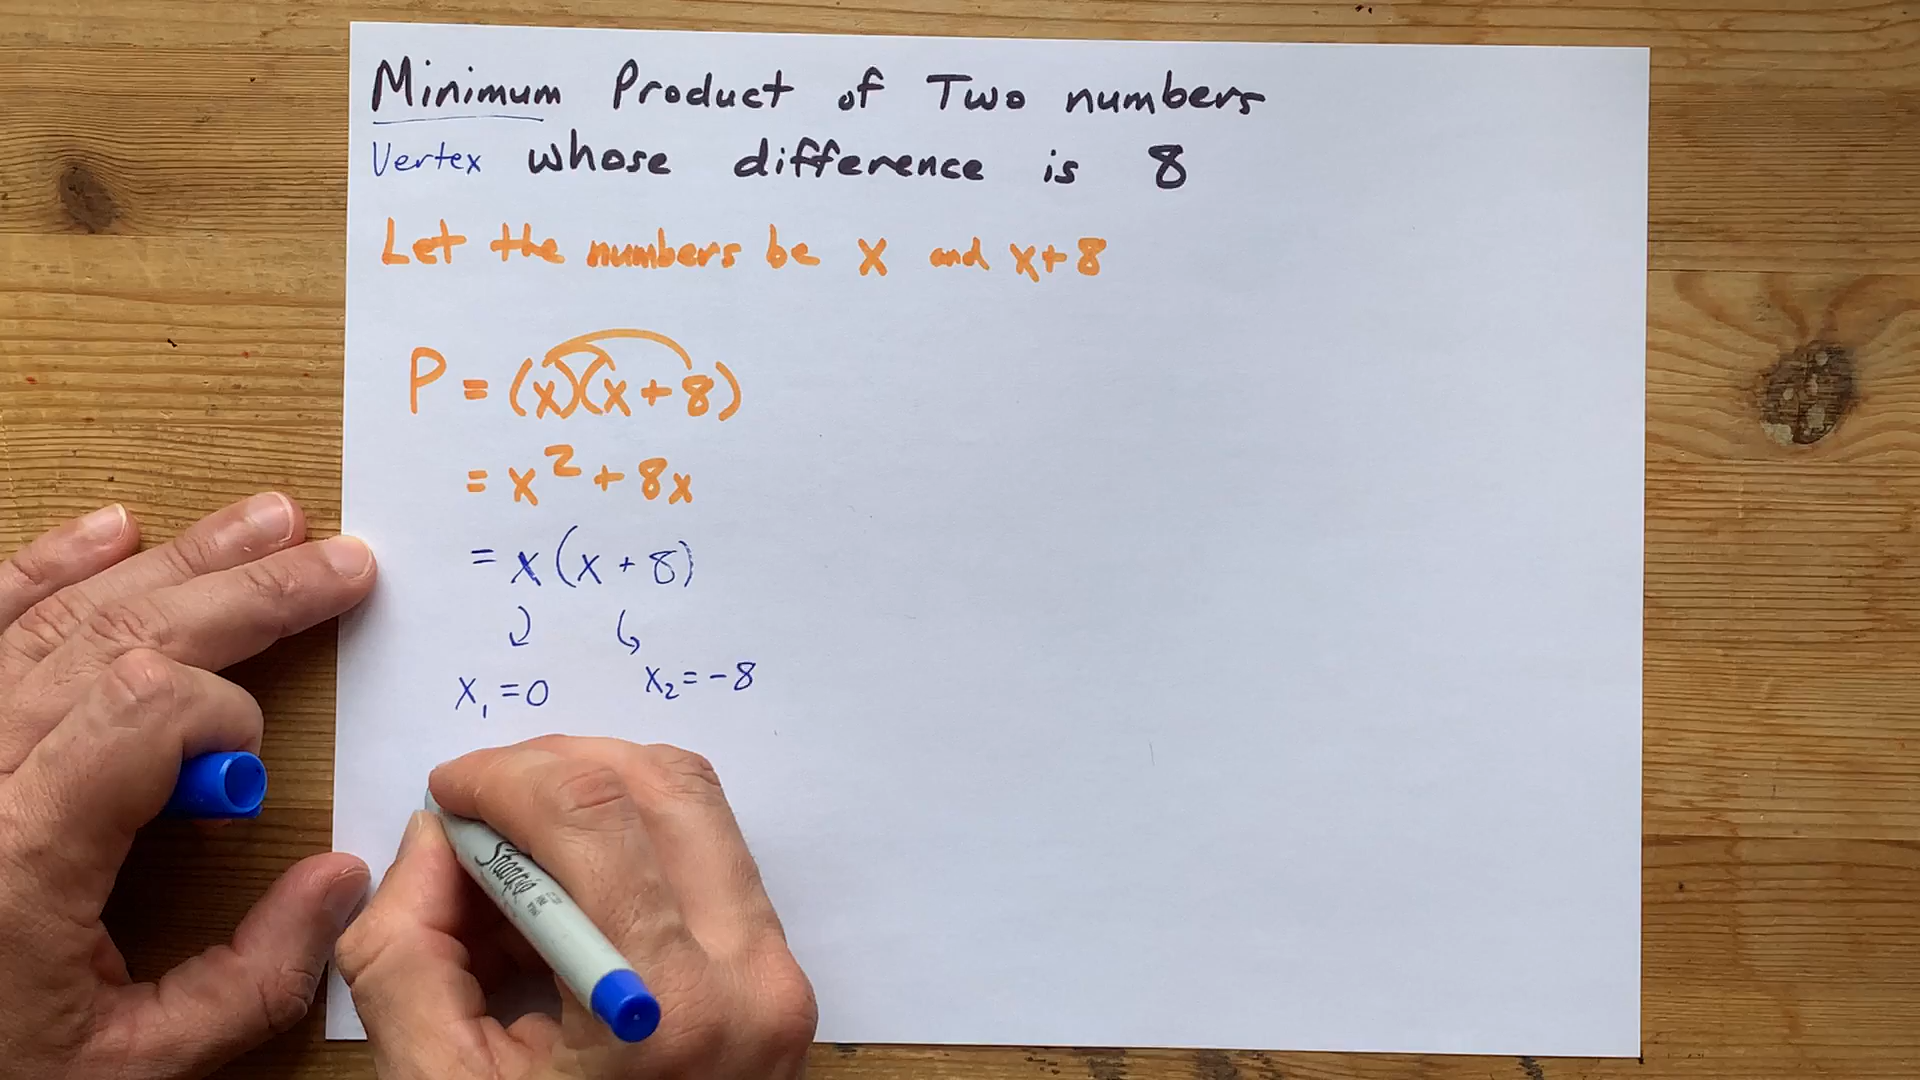 Minimum Product of Two numbers
Vertex whose difference is 8
Let the numbers be x and x+8
P = (x)(x + 8)
= x² + 8x
= x(x + 8)
x₁ = 0 x₂ = -8
Sharpie